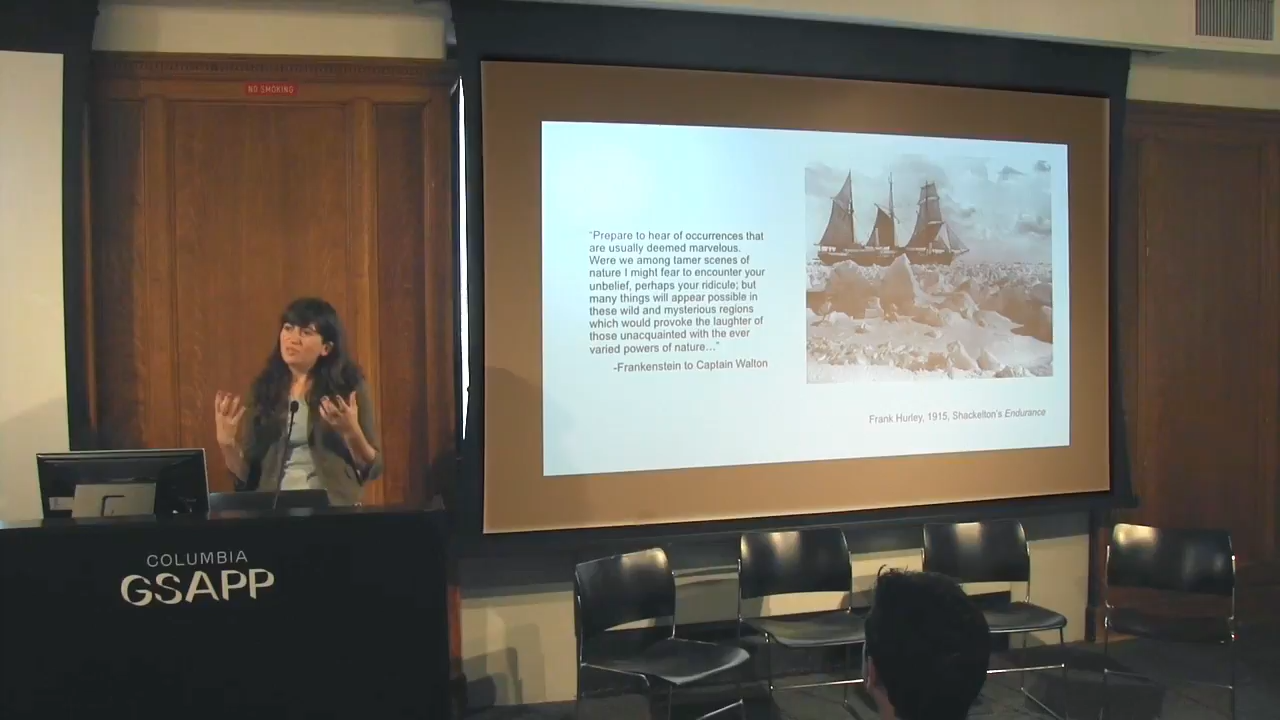 NO SMOKING
“Prepare to hear of occurrences that
are usually deemed marvelous.
Were we among tamer scenes of
nature I might fear to encounter your
unbelief, perhaps your ridicule; but
many things will appear possible in
these wild and mysterious regions
which would provoke the laughter of
those unacquainted with the ever
varied powers of nature…”
-Frankenstein to Captain Walton
Frank Hurley, 1915, Shackelton's Endurance
COLUMBIA
GSAPP